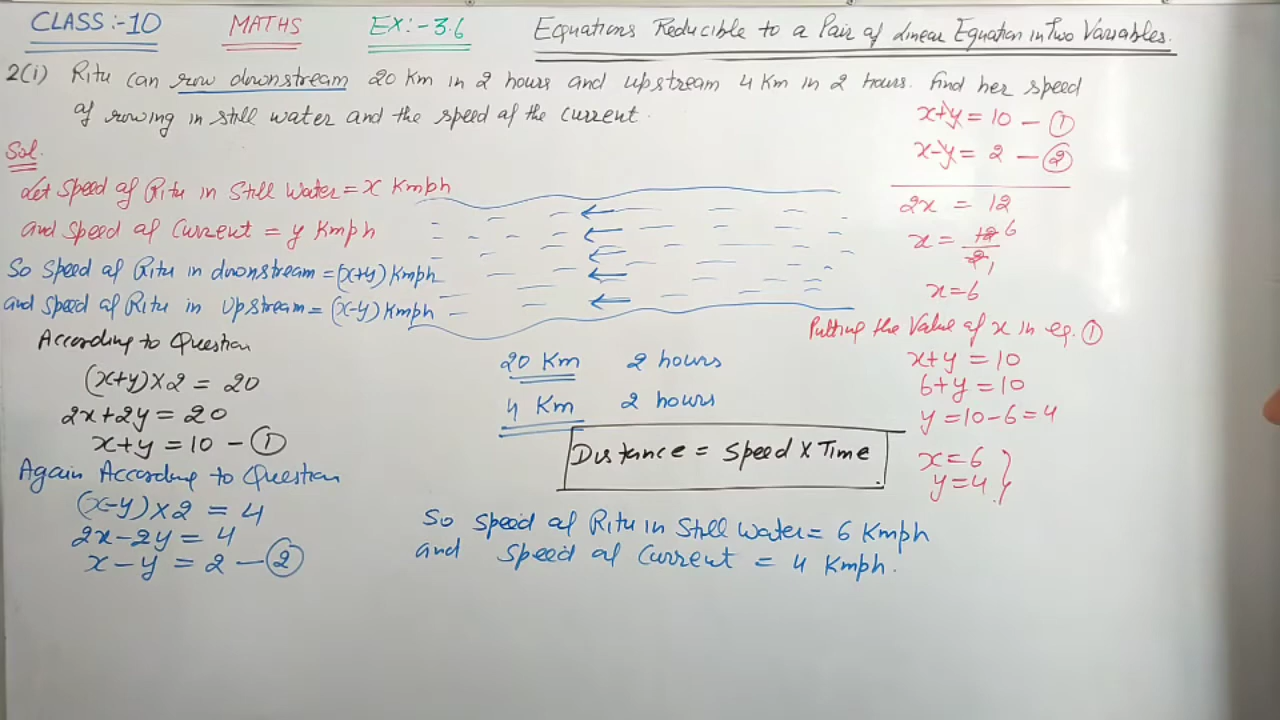 CLASS:-10 MATHS EX:-3.6 Equations Reducible to a Pair of Linear Equation in Two Variables.
2(i) Ritu can row downstream 20 Km in 2 hours and upstream 4 Km in 2 hours. Find her speed
of rowing in still water and the speed of the current.
Sol.
Let Speed of Ritu in Still Water = x Kmph
and Speed of Current = y Kmph
So Speed of Ritu in downstream = (x+y) Kmph
and Speed of Ritu in Upstream = (x-y) Kmph
According to Question
(x+y)×2 = 20
2x+2y = 20
x+y = 10 - ①
Again According to Question
(x-y)×2 = 4
2x-2y = 4
x-y = 2 - ②
20 Km 2 hours
4 Km 2 hours
Distance = Speed × Time
So Speed of Ritu in Still Water = 6 Kmph
and Speed of Current = 4 Kmph.
x+y = 10 - ①
x-y = 2 - ②
2x = 12
x = 12/2 6 1
x=6
Putting the Value of x in eq. ①
x+y = 10
6+y = 10
y = 10-6 = 4
x=6
y=4 }